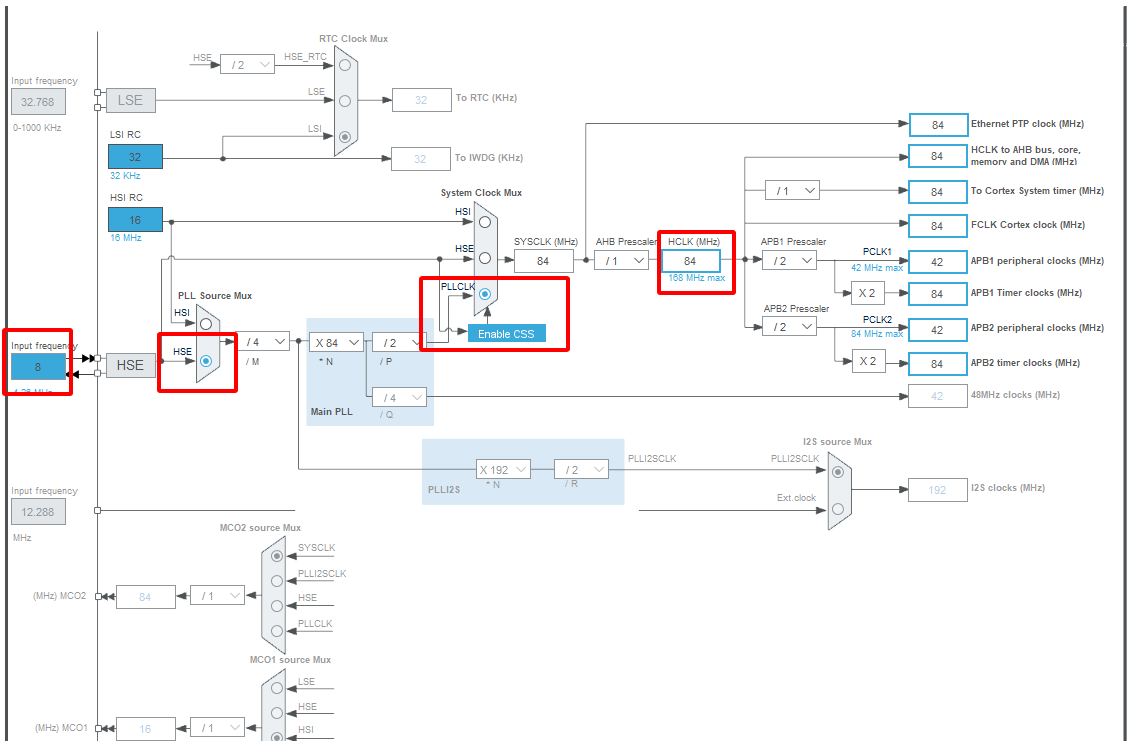 RTC Clock Mux
HSE
/ 2
HSE_RTC
Input frequency
32.768
0-1000 KHz
LSE
LSE
32
To RTC (KHz)
LSI RC
LSI
32
32 KHz
32
To IWDG (KHz)
HSI RC
16
16 MHz
System Clock Mux
HSI
HSE
PLLCLK
Enable CSS
SYSCLK (MHz)
84
AHB Prescaler
/ 1
HCLK (MHz)
84
168 MHz max
84
Ethernet PTP clock (MHz)
84
HCLK to AHB bus, core,
memory and DMA (MHz)
/ 1
84
To Cortex System timer (MHz)
84
FCLK Cortex clock (MHz)
APB1 Prescaler
/ 2
PCLK1
42 MHz max
42
APB1 peripheral clocks (MHz)
X 2
84
APB1 Timer clocks (MHz)
APB2 Prescaler
/ 2
PCLK2
84 MHz max
42
APB2 peripheral clocks (MHz)
X 2
84
APB2 timer clocks (MHz)
42
48MHz clocks (MHz)
PLL Source Mux
HSI
HSE
Input frequency
8
HSE
/ 4
/ M
X 84
* N
/ 2
/ P
/ 4
/ Q
Main PLL
X 192
* N
/ 2
/ R
PLLI2S
PLLI2SCLK
I2S source Mux
PLLI2SCLK
Ext.clock
192
I2S clocks (MHz)
Input frequency
12.288
MHz
MCO2 source Mux
SYSCLK
PLLI2SCLK
HSE
PLLCLK
(MHz) MCO2
84
/ 1
MCO1 source Mux
LSE
HSE
HSI
(MHz) MCO1
16
/ 1